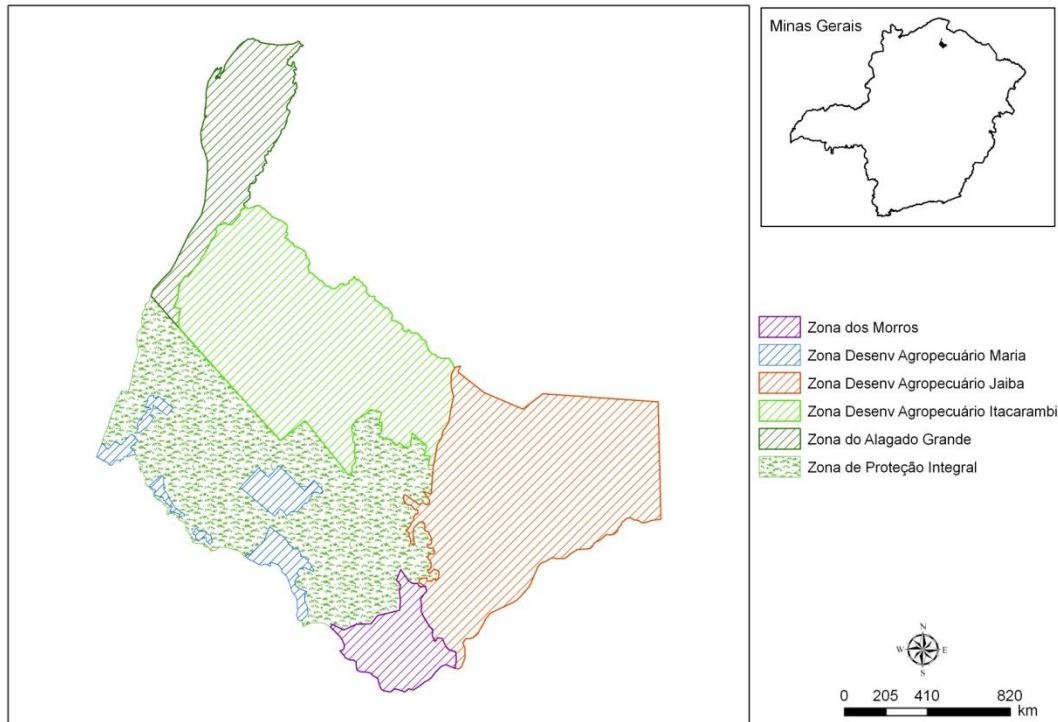 Minas Gerais
Zona dos Morros
Zona Desenv Agropecuário Maria
Zona Desenv Agropecuário Jaiba
Zona Desenv Agropecuário Itacarambi
Zona do Alagado Grande
Zona de Proteção Integral
N
W E
S
0 205 410 820
km